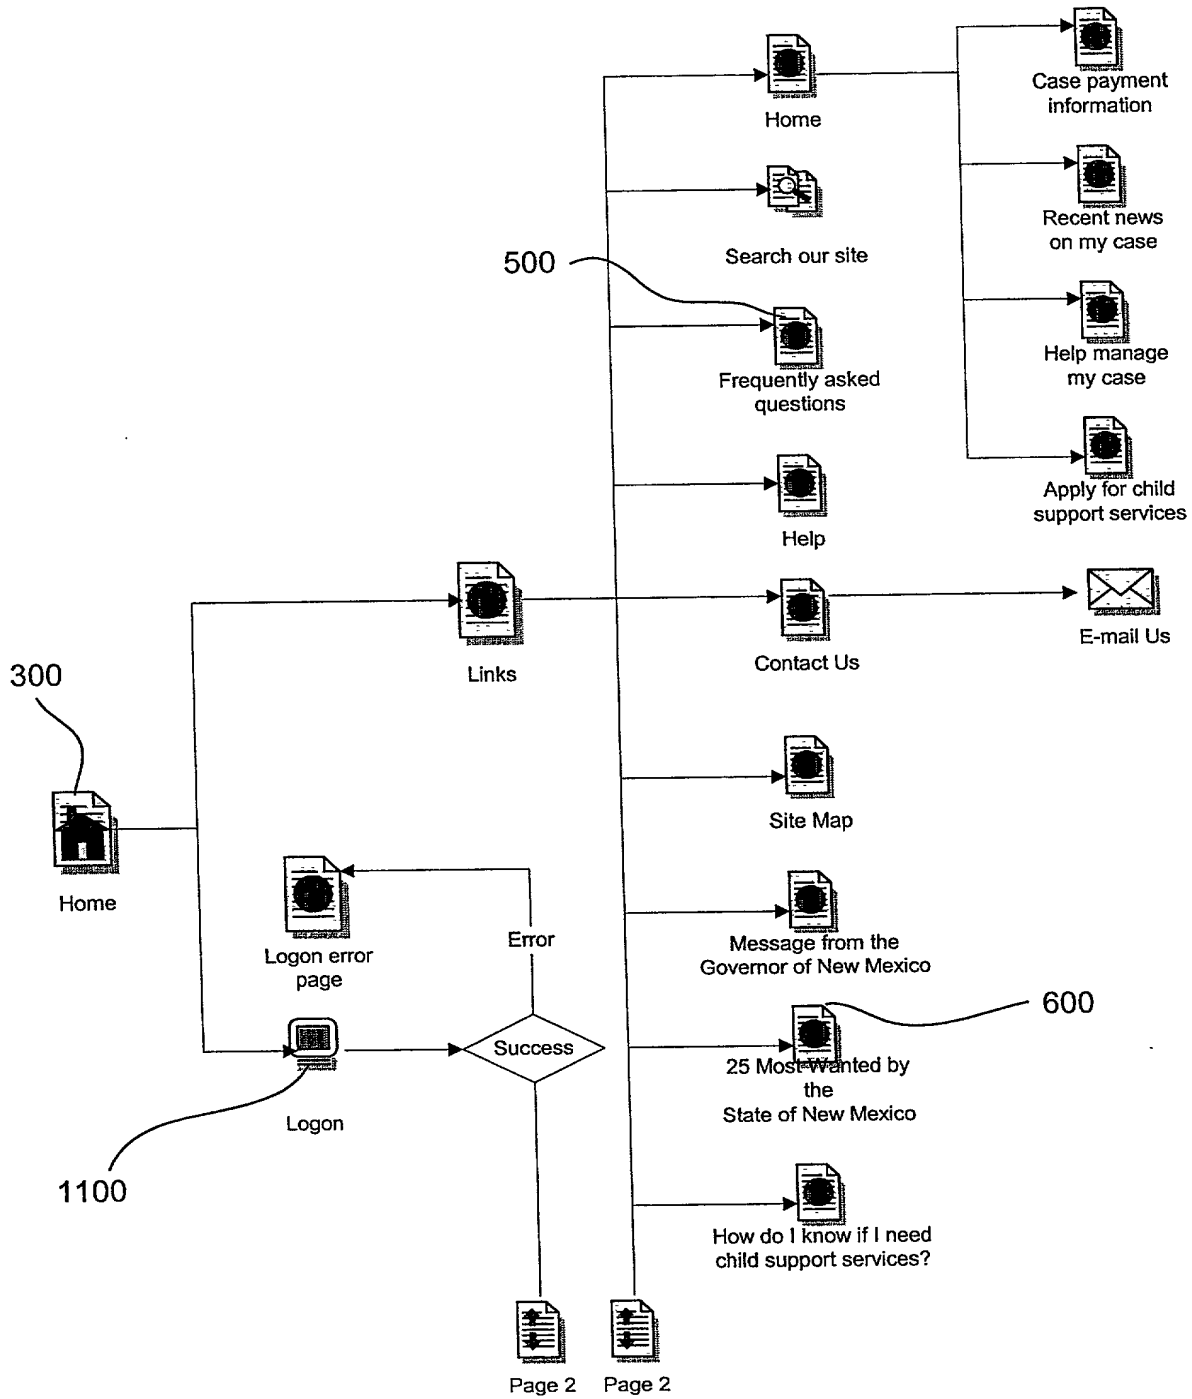 Case payment
information
Home
Recent news
on my case
Search our site
500
Help manage
my case
Frequently asked
questions
Apply for child
support services
Help
E-mail Us
Contact Us
Links
300
Site Map
Home
Error
Logon error
page
Message from the
Governor of New Mexico
600
Success
25 Most Wanted by
the
State of New Mexico
Logon
1100
How do I know if I need
child support services?
Page 2
Page 2